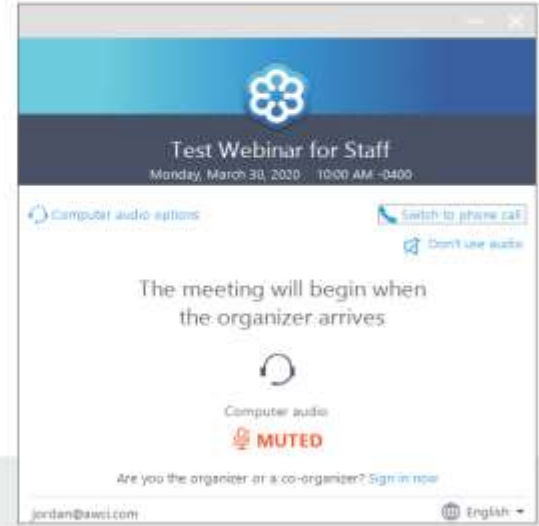 Test Webinar for Staff
Monday, March 30, 2020 10:00 AM -0400
Computer audio options
Switch to phone call
Don't use audio
The meeting will begin when
the organizer arrives
Computer audio
MUTED
Are you the organizer or a co-organizer? Sign in now
jordan@awci.com
English